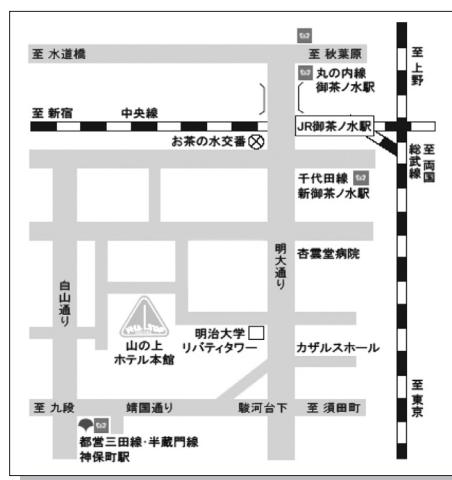 至 水道橋
至 秋葉原
丸の内線
御茶ノ水駅
至 上野
至 新宿
中央線
JR御茶ノ水駅
お茶の水交番
総武線
至 両国
千代田線
新御茶ノ水駅
白山通り
明大通り
杏雲堂病院
HILLTOP
山の上
ホテル本館
明治大学
リバティタワー
カザルスホール
至 東京
至 九段
靖国通り
駿河台下
至 須田町
都営三田線・半蔵門線
神保町駅